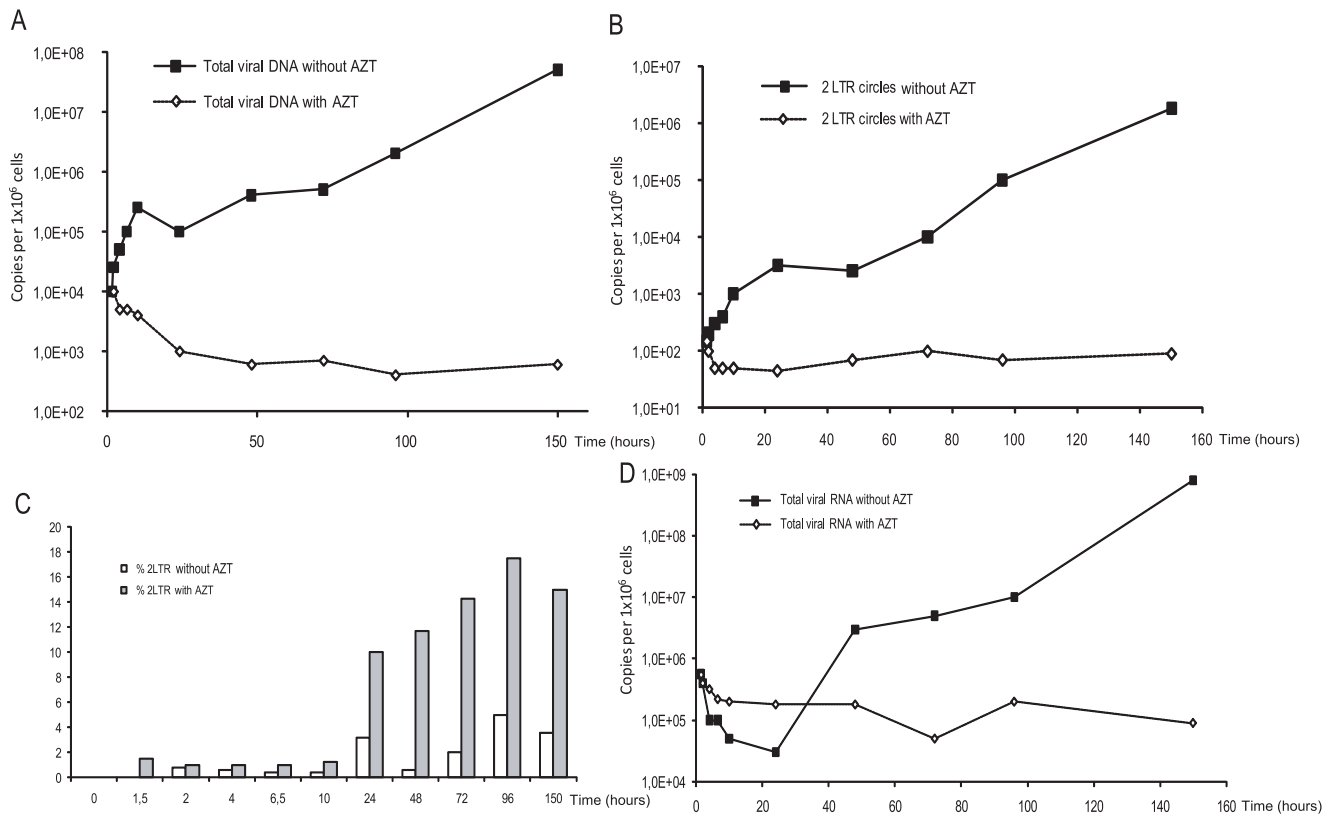 A
Copies per 1x10⁶ cells
1,0E+08
1,0E+07
1,0E+06
1,0E+05
1,0E+04
1,0E+03
1,0E+02
Total viral DNA without AZT
Total viral DNA with AZT
0 50 100 150 Time (hours)
B
Copies per 1x10⁶ cells
1,0E+07
1,0E+06
1,0E+05
1,0E+04
1,0E+03
1,0E+02
1,0E+01
2 LTR circles without AZT
2 LTR circles with AZT
0 20 40 60 80 100 120 140 160 Time (hours)
C
20
18
16
14
12
10
8
6
4
2
0
% 2LTR without AZT
% 2LTR with AZT
0 1,5 2 4 6,5 10 24 48 72 96 150 Time (hours)
D
Copies per 1x10⁶ cells
1,0E+09
1,0E+08
1,0E+07
1,0E+06
1,0E+05
1,0E+04
Total viral RNA without AZT
Total viral RNA with AZT
0 20 40 60 80 100 120 140 160 Time (hours)